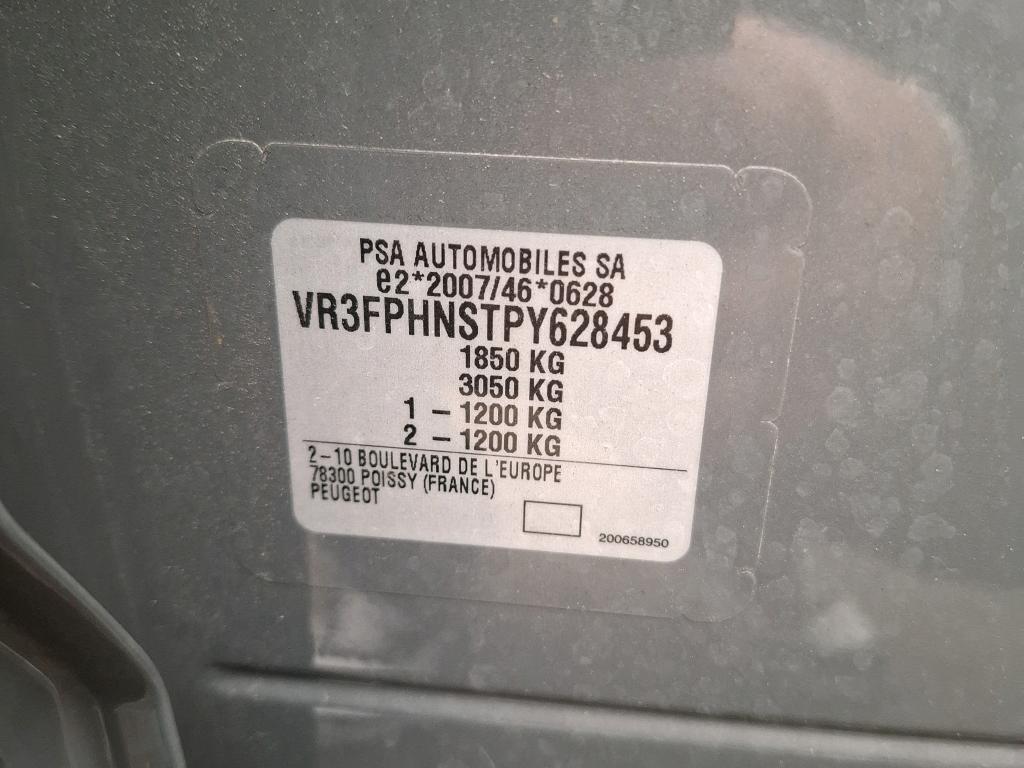 PSA AUTOMOBILES SA
e2*2007/46*0628
VR3FPHNSTPY628453
1850 KG
3050 KG
1 – 1200 KG
2 – 1200 KG
2–10 BOULEVARD DE L'EUROPE
78300 POISSY (FRANCE)
PEUGEOT
200658950